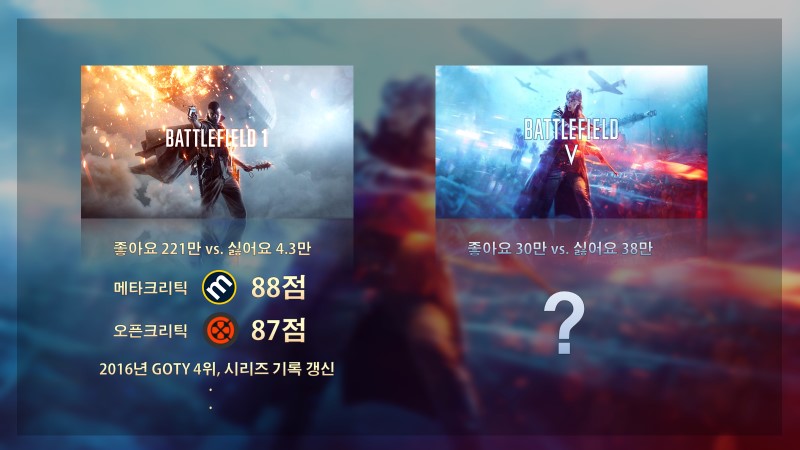 BATTLEFIELD 1
좋아요 221만 vs. 싫어요 4.3만
메타크리틱 m 88점
오픈크리틱 87점
2016년 GOTY 4위, 시리즈 기록 갱신
.
.
BATTLEFIELD
V
좋아요 30만 vs. 싫어요 38만
?